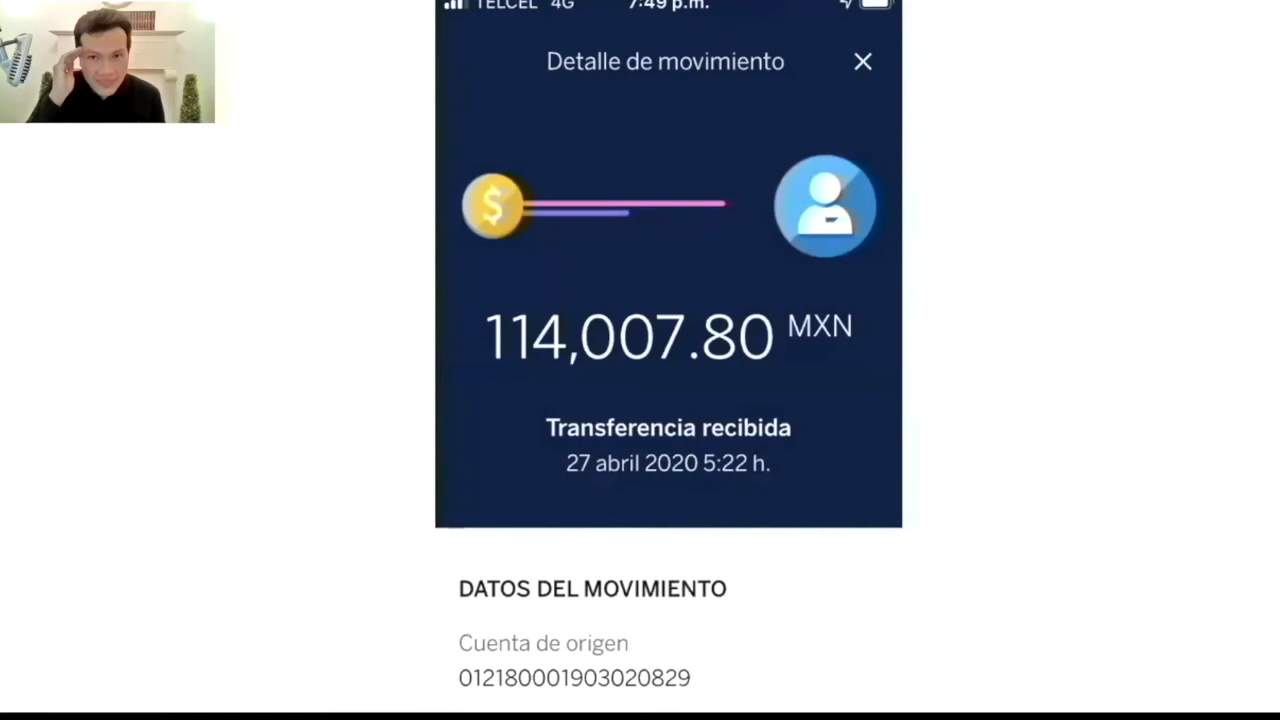 TELCEL 4G 7:49 p.m.
Detalle de movimiento
$
114,007.80 MXN
Transferencia recibida
27 abril 2020 5:22 h.
DATOS DEL MOVIMIENTO
Cuenta de origen
012180001903020829